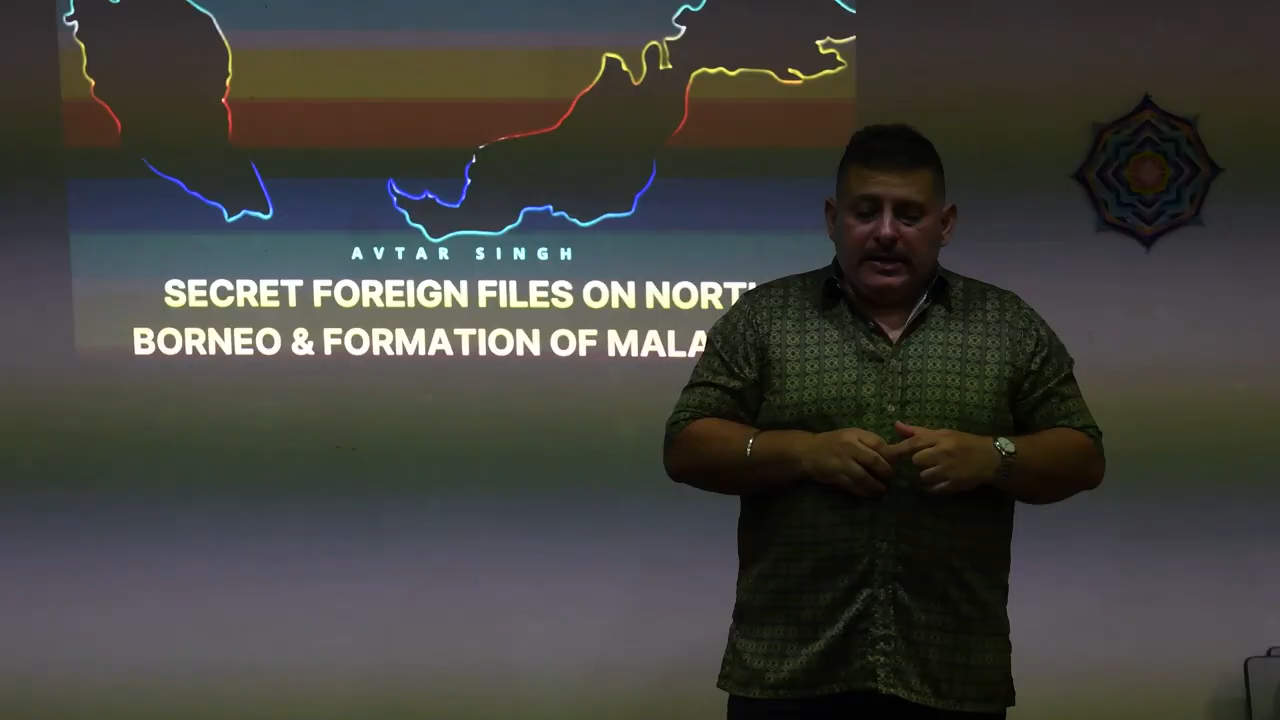 AVTAR SINGH
SECRET FOREIGN FILES ON NORT
BORNEO & FORMATION OF MALA